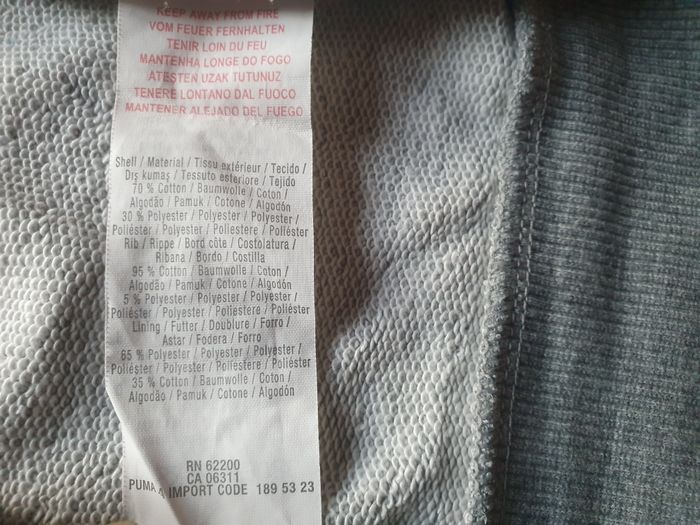 KEEP AWAY FROM FIRE
VOM FEUER FERNHALTEN
TENIR LOIN DU FEU
MANTENHA LONGE DO FOGO
ATEŞTEN UZAK TUTUNUZ
TENERE LONTANO DAL FUOCO
MANTENER ALEJADO DEL FUEGO
Shell / Material / Tissu extérieur / Tecido /
Dış kumaş / Tessuto esteriore / Tejido
70 % Cotton / Baumwolle / Coton /
Algodão / Pamuk / Cotone / Algodón
30 % Polyester / Polyester / Polyester /
Poliéster / Polyester / Poliestere / Poliéster
Rib / Rippe / Bord côte / Costolatura /
Ribana / Bordo / Costilla
95 % Cotton / Baumwolle / Coton /
Algodão / Pamuk / Cotone / Algodón
5 % Polyester / Polyester / Polyester /
Poliéster / Polyester / Poliestere / Poliéster
Lining / Futter / Doublure / Forro /
Astar / Fodera / Forro
65 % Polyester / Polyester / Polyester /
Poliéster / Polyester / Poliestere / Poliéster
35 % Cotton / Baumwolle / Coton /
Algodão / Pamuk / Cotone / Algodón
RN 62200
CA 06311
PUMA IMPORT CODE 189 53 23